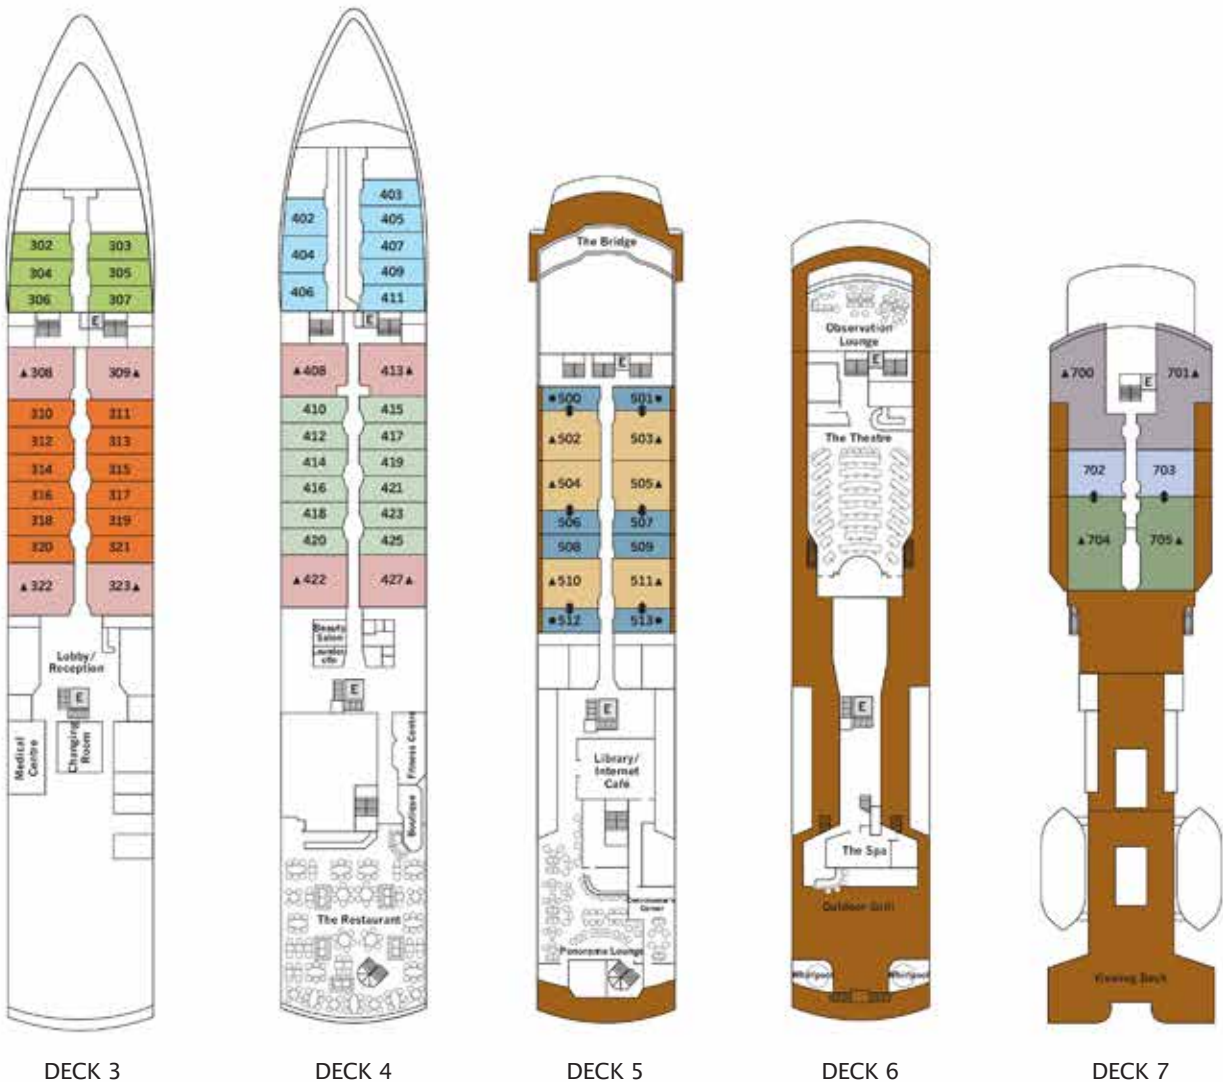 302 303
304 305
306 307
E
▲308 309▲
310 311
312 313
314 315
316 317
318 319
320 321
▲322 323▲
Lobby/
Reception
E
Medical
Centre
Changing
Room
DECK 3
403
402 405
404 407
409
406 411
E
▲408 413▲
410 415
412 417
414 419
416 421
418 423
420 425
▲422 427▲
Beauty
Salon
E
Fitness Centre
Boutique
The Restaurant
DECK 4
The Bridge
E
●500 501●
▲502 503▲
▲504 505▲
506 507
508 509
▲510 511▲
●512 513●
E
Library/
Internet
Café
Corner
Panorama Lounge
DECK 5
Observation
Lounge
E
The Theatre
E
The Spa
Outdoor Grill
Whirlpool Whirlpool
DECK 6
▲700 701▲
E
702 703
▲704 705▲
Viewing Deck
DECK 7